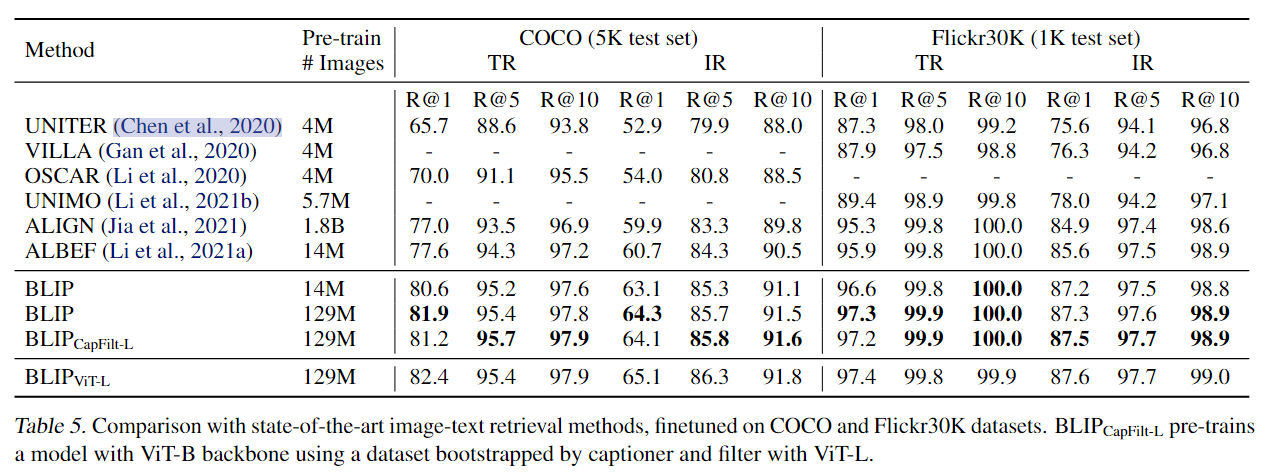 Method Pre-train # Images COCO (5K test set) Flickr30K (1K test set)
TR IR TR IR
R@1 R@5 R@10 R@1 R@5 R@10 R@1 R@5 R@10 R@1 R@5 R@10
UNITER (Chen et al., 2020) 4M 65.7 88.6 93.8 52.9 79.9 88.0 87.3 98.0 99.2 75.6 94.1 96.8
VILLA (Gan et al., 2020) 4M - - - - - - 87.9 97.5 98.8 76.3 94.2 96.8
OSCAR (Li et al., 2020) 4M 70.0 91.1 95.5 54.0 80.8 88.5 - - - - - -
UNIMO (Li et al., 2021b) 5.7M - - - - - - 89.4 98.9 99.8 78.0 94.2 97.1
ALIGN (Jia et al., 2021) 1.8B 77.0 93.5 96.9 59.9 83.3 89.8 95.3 99.8 100.0 84.9 97.4 98.6
ALBEF (Li et al., 2021a) 14M 77.6 94.3 97.2 60.7 84.3 90.5 95.9 99.8 100.0 85.6 97.5 98.9
BLIP 14M 80.6 95.2 97.6 63.1 85.3 91.1 96.6 99.8 100.0 87.2 97.5 98.8
BLIP 129M 81.9 95.4 97.8 64.3 85.7 91.5 97.3 99.9 100.0 87.3 97.6 98.9
BLIP CapFilt-L 129M 81.2 95.7 97.9 64.1 85.8 91.6 97.2 99.9 100.0 87.5 97.7 98.9
BLIP ViT-L 129M 82.4 95.4 97.9 65.1 86.3 91.8 97.4 99.8 99.9 87.6 97.7 99.0
Table 5. Comparison with state-of-the-art image-text retrieval methods, finetuned on COCO and Flickr30K datasets. BLIP CapFilt-L pre-trains
a model with ViT-B backbone using a dataset bootstrapped by captioner and filter with ViT-L.